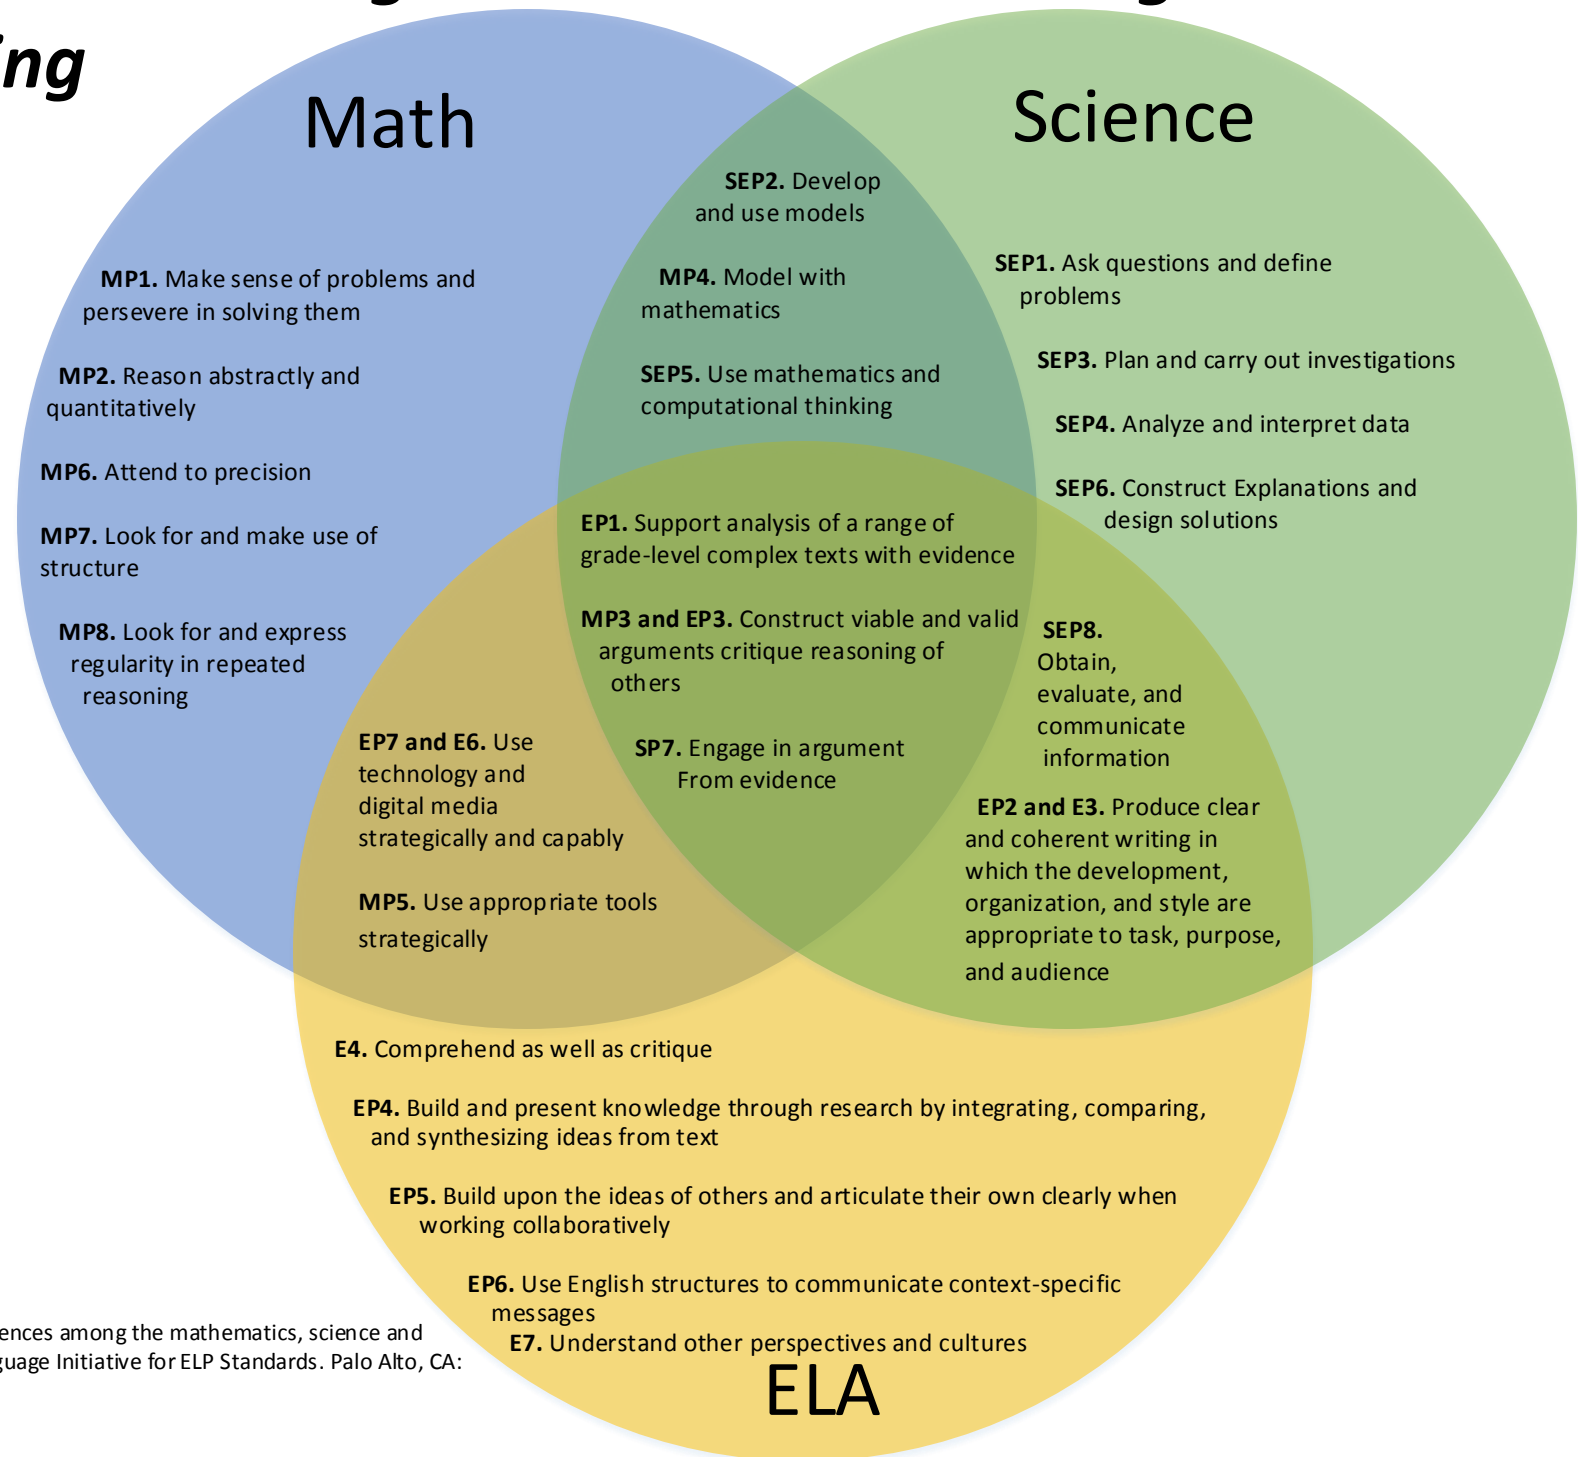 ing
Math
Science
MP1. Make sense of problems and
persevere in solving them
MP2. Reason abstractly and
quantitatively
MP6. Attend to precision
MP7. Look for and make use of
structure
MP8. Look for and express
regularity in repeated
reasoning
SEP2. Develop
and use models
MP4. Model with
mathematics
SEP5. Use mathematics and
computational thinking
SEP1. Ask questions and define
problems
SEP3. Plan and carry out investigations
SEP4. Analyze and interpret data
SEP6. Construct Explanations and
design solutions
EP1. Support analysis of a range of
grade-level complex texts with evidence
MP3 and EP3. Construct viable and valid
arguments critique reasoning of
others
SP7. Engage in argument
From evidence
SEP8.
Obtain,
evaluate, and
communicate
information
EP2 and E3. Produce clear
and coherent writing in
which the development,
organization, and style are
appropriate to task, purpose,
and audience
EP7 and E6. Use
technology and
digital media
strategically and capably
MP5. Use appropriate tools
strategically
E4. Comprehend as well as critique
EP4. Build and present knowledge through research by integrating, comparing,
and synthesizing ideas from text
EP5. Build upon the ideas of others and articulate their own clearly when
working collaboratively
EP6. Use English structures to communicate context-specific
messages
E7. Understand other perspectives and cultures
ELA
ences among the mathematics, science and
guage Initiative for ELP Standards. Palo Alto, CA: